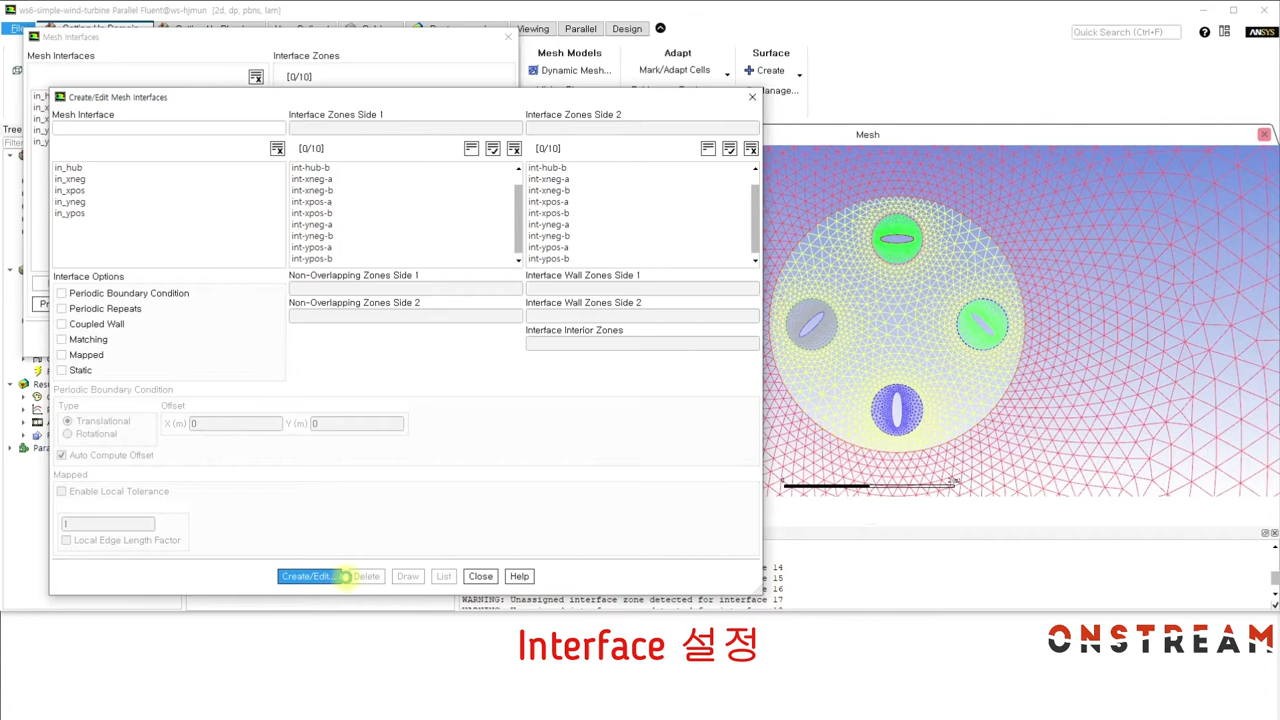 ws6-simple-wind-turbine Parallel Fluent@ws-hjmun [2d, dp, pbns, lam]
Viewing Parallel Design
Quick Search (Ctrl+F)
ANSYS
Mesh Interfaces
Mesh Interfaces Interface Zones
[0/10]
Mesh Models Adapt Surface
Dynamic Mesh... Mark/Adapt Cells Create
Mesh
Create/Edit Mesh Interfaces
Mesh Interface Interface Zones Side 1 Interface Zones Side 2
[0/10] [0/10]
in_hub int-hub-b int-hub-b
in_xneg int-xneg-a int-xneg-a
in_xpos int-xneg-b int-xneg-b
in_yneg int-xpos-a int-xpos-a
in_ypos int-xpos-b int-xpos-b
int-yneg-a int-yneg-a
int-yneg-b int-yneg-b
int-ypos-a int-ypos-a
int-ypos-b int-ypos-b
Interface Options Non-Overlapping Zones Side 1 Interface Wall Zones Side 1
Periodic Boundary Condition
Periodic Repeats Non-Overlapping Zones Side 2 Interface Wall Zones Side 2
Coupled Wall
Matching Interface Interior Zones
Mapped
Static
Periodic Boundary Condition
Type Offset
Translational X (m) 0 Y (m) 0
Rotational
Auto Compute Offset
Mapped
Enable Local Tolerance
1
Local Edge Length Factor
Create/Edit... Delete Draw List Close Help
14
15
16
WARNING: Unassigned interface zone detected for interface 17
Interface 설정
ONSTREAM